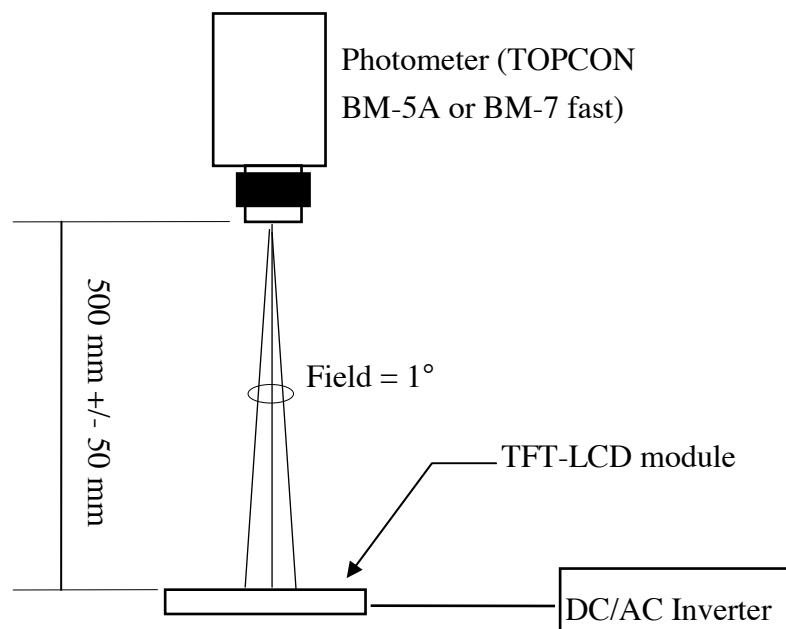 Photometer (TOPCON
BM-5A or BM-7 fast)
500 mm +/- 50 mm
Field = 1°
TFT-LCD module
DC/AC Inverter